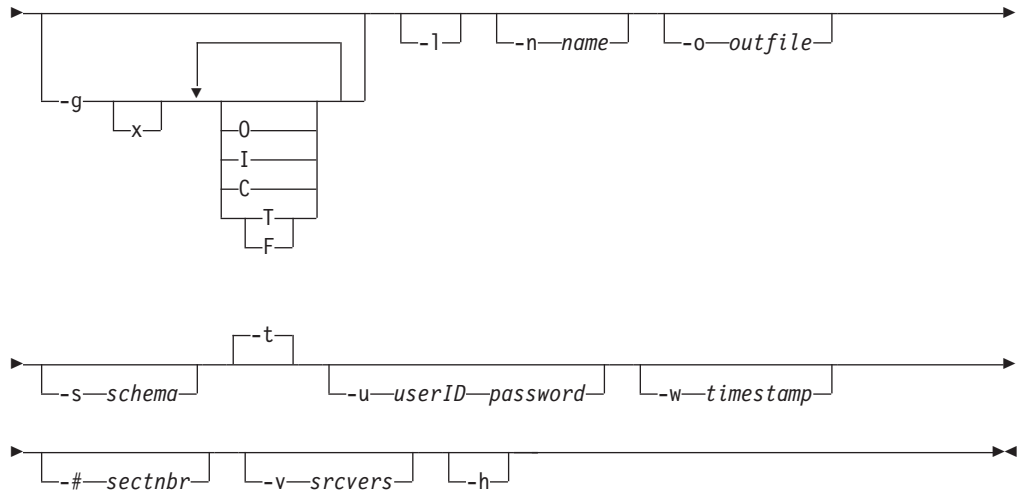 -l -n name -o outfile
-g
x
O
I
C
T
F
-t
-s schema -u userID password -w timestamp
-# sectnbr -v srcvers -h